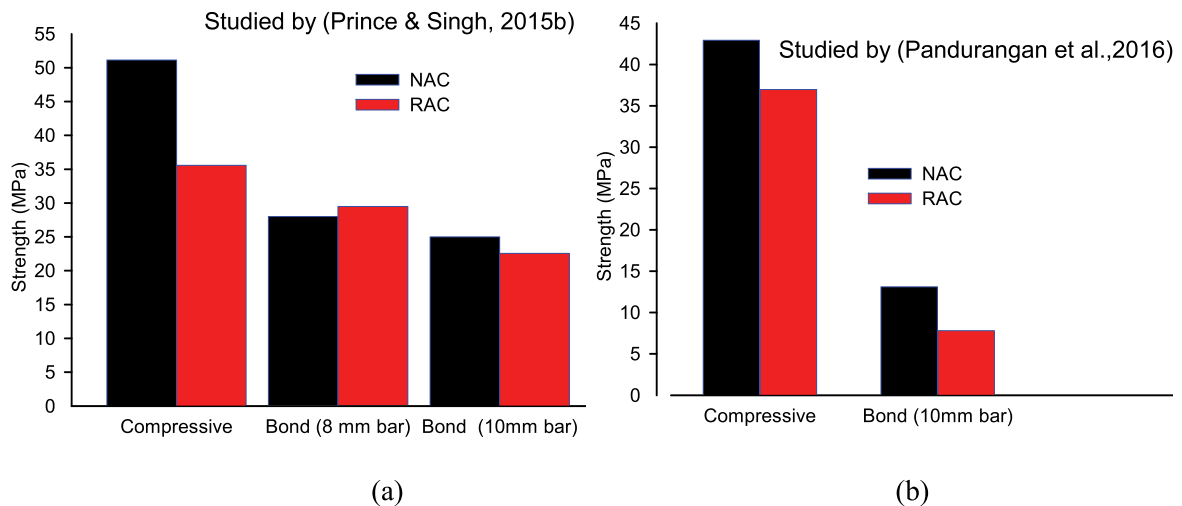 Studied by (Prince & Singh, 2015b)
NAC
RAC
Strength (MPa)
55
50
45
40
35
30
25
20
15
10
5
0
Compressive Bond (8 mm bar) Bond (10mm bar)
(a)
Studied by (Pandurangan et al.,2016)
NAC
RAC
Strength (MPa)
45
40
35
30
25
20
15
10
5
0
Compressive Bond (10mm bar)
(b)